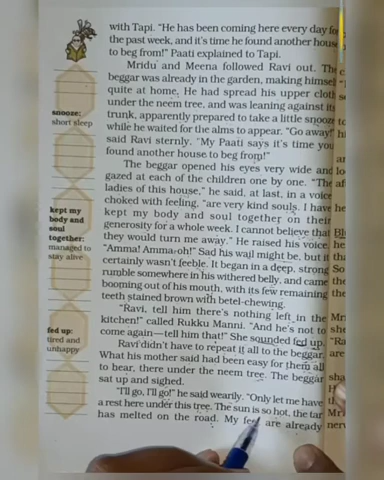 with Tapi. "He has been coming here every day for
the past week, and it's time he found another house
to beg from!" Paati explained to Tapi.
Mridu and Meena followed Ravi out. The
beggar was already in the garden, making himself
quite at home. He had spread his upper cloth
under the neem tree, and was leaning against its
trunk, apparently prepared to take a little snooze
while he waited for the alms to appear. "Go away!"
said Ravi sternly. "My Paati says it's time you
found another house to beg from!"
The beggar opened his eyes very wide and
gazed at each of the children one by one. "The
ladies of this house," he said, at last, in a voice
choked with feeling, "are very kind souls. I have
kept my body and soul together on their
generosity for a whole week. I cannot believe that
they would turn me away." He raised his voice.
"Amma! Amma-oh!" Sad his wail might be, but it
certainly wasn't feeble. It began in a deep, strong
rumble somewhere in his withered belly, and came
booming out of his mouth, with its few remaining
teeth stained brown with betel-chewing.
"Ravi, tell him there's nothing left in the
kitchen!" called Rukku Manni. "And he's not to
come again — tell him that!" She sounded fed up.
Ravi didn't have to repeat it all to the beggar.
What his mother said had been easy for them all
to hear, there under the neem tree. The beggar
sat up and sighed.
"I'll go, I'll go!" he said wearily. "Only let me have
a rest here under this tree. The sun is so hot, the tar
has melted on the road. My feet are already
snooze:
short sleep
kept my
body and
soul
together:
managed to
stay alive
fed up:
tired and
unhappy